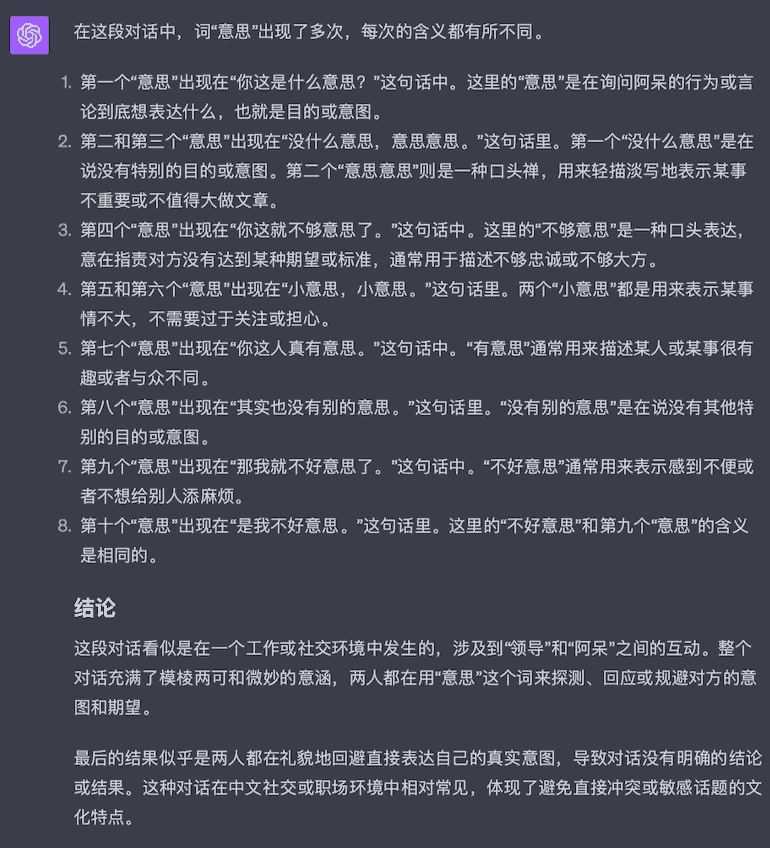 在这段对话中，词“意思”出现了多次，每次的含义都有所不同。
1. 第一个“意思”出现在“你这是什么意思？”这句话中。这里的“意思”是在询问阿呆的行为或言
论到底想表达什么，也就是目的或意图。
2. 第二和第三个“意思”出现在“没什么意思，意思意思。”这句话里。第一个“没什么意思”是在
说没有特别的目的或意图。第二个“意思意思”则是一种口头禅，用来轻描淡写地表示某事
不重要或不值得大做文章。
3. 第四个“意思”出现在“你这就不够意思了。”这句话中。这里的“不够意思”是一种口头表达，
意在指责对方没有达到某种期望或标准，通常用于描述不够忠诚或不够大方。
4. 第五和第六个“意思”出现在“小意思，小意思。”这句话里。两个“小意思”都是用来表示某事
情不大，不需要过于关注或担心。
5. 第七个“意思”出现在“你这人真有意思。”这句话中。“有意思”通常用来描述某人或某事很有
趣或者与众不同。
6. 第八个“意思”出现在“其实也没有别的意思。”这句话里。“没有别的意思”是在说没有其他特
别的目的或意图。
7. 第九个“意思”出现在“那我就不好意思了。”这句话中。“不好意思”通常用来表示感到不便或
者不想给别人添麻烦。
8. 第十个“意思”出现在“是我不好意思。”这句话里。这里的“不好意思”和第九个“意思”的含义
是相同的。
结论
这段对话看似是在一个工作或社交环境中发生的，涉及到“领导”和“阿呆”之间的互动。整个
对话充满了模棱两可和微妙的意涵，两人都在用“意思”这个词来探测、回应或规避对方的意
图和期望。
最后的结果似乎是两人都在礼貌地回避直接表达自己的真实意图，导致对话没有明确的结论
或结果。这种对话在中文社交或职场环境中相对常见，体现了避免直接冲突或敏感话题的文
化特点。